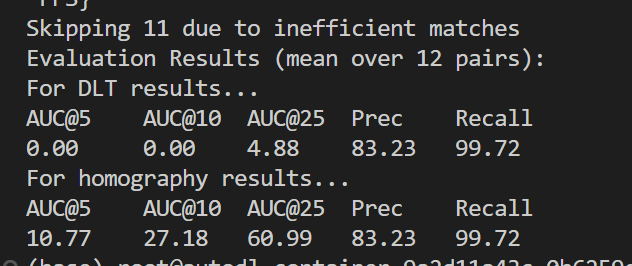 Skipping 11 due to inefficient matches
Evaluation Results (mean over 12 pairs):
For DLT results...
AUC@5 AUC@10 AUC@25 Prec Recall
0.00 0.00 4.88 83.23 99.72
For homography results...
AUC@5 AUC@10 AUC@25 Prec Recall
10.77 27.18 60.99 83.23 99.72